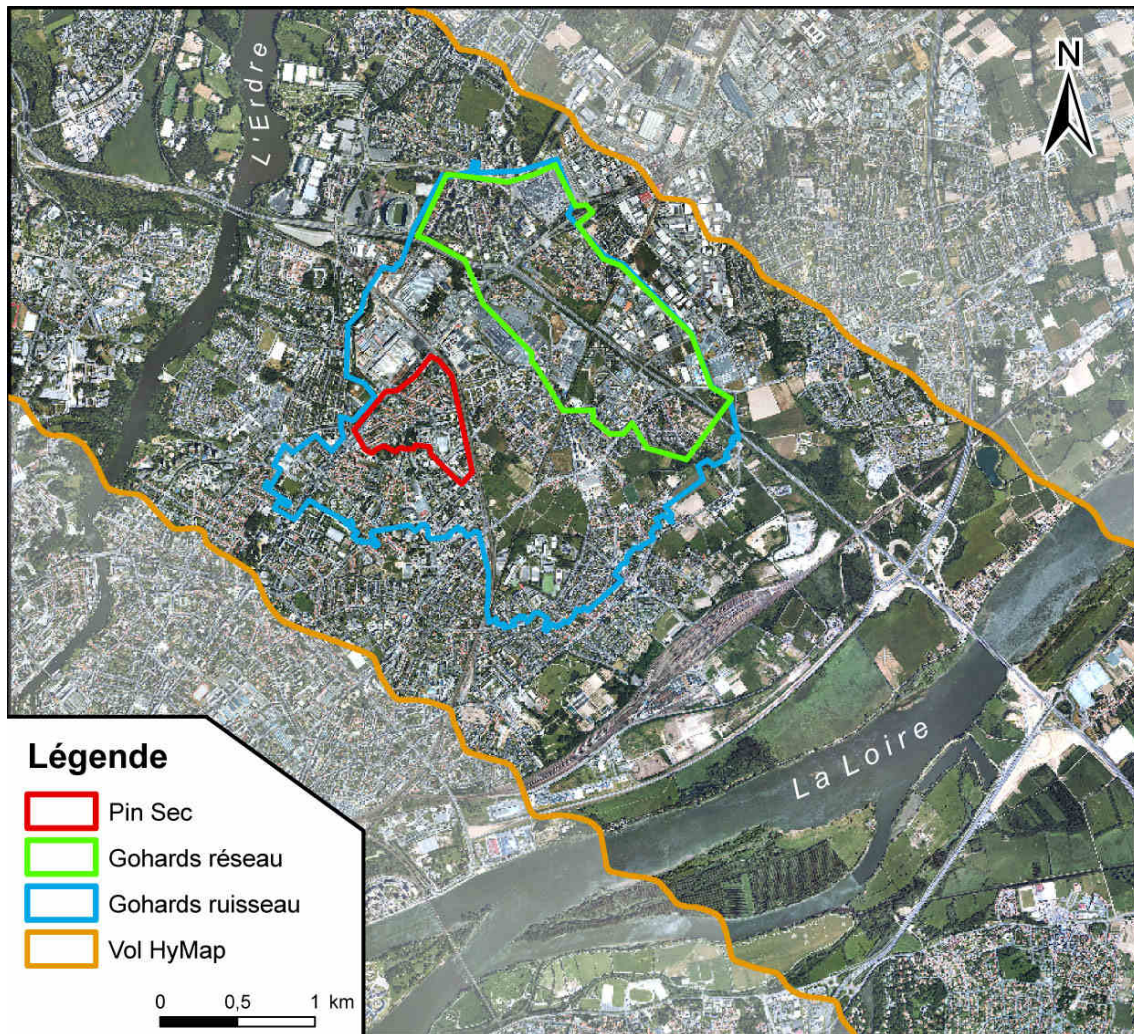 L'Erdre
N
La Loire
Légende
Pin Sec
Gohards réseau
Gohards ruisseau
Vol HyMap
0 0,5 1 km